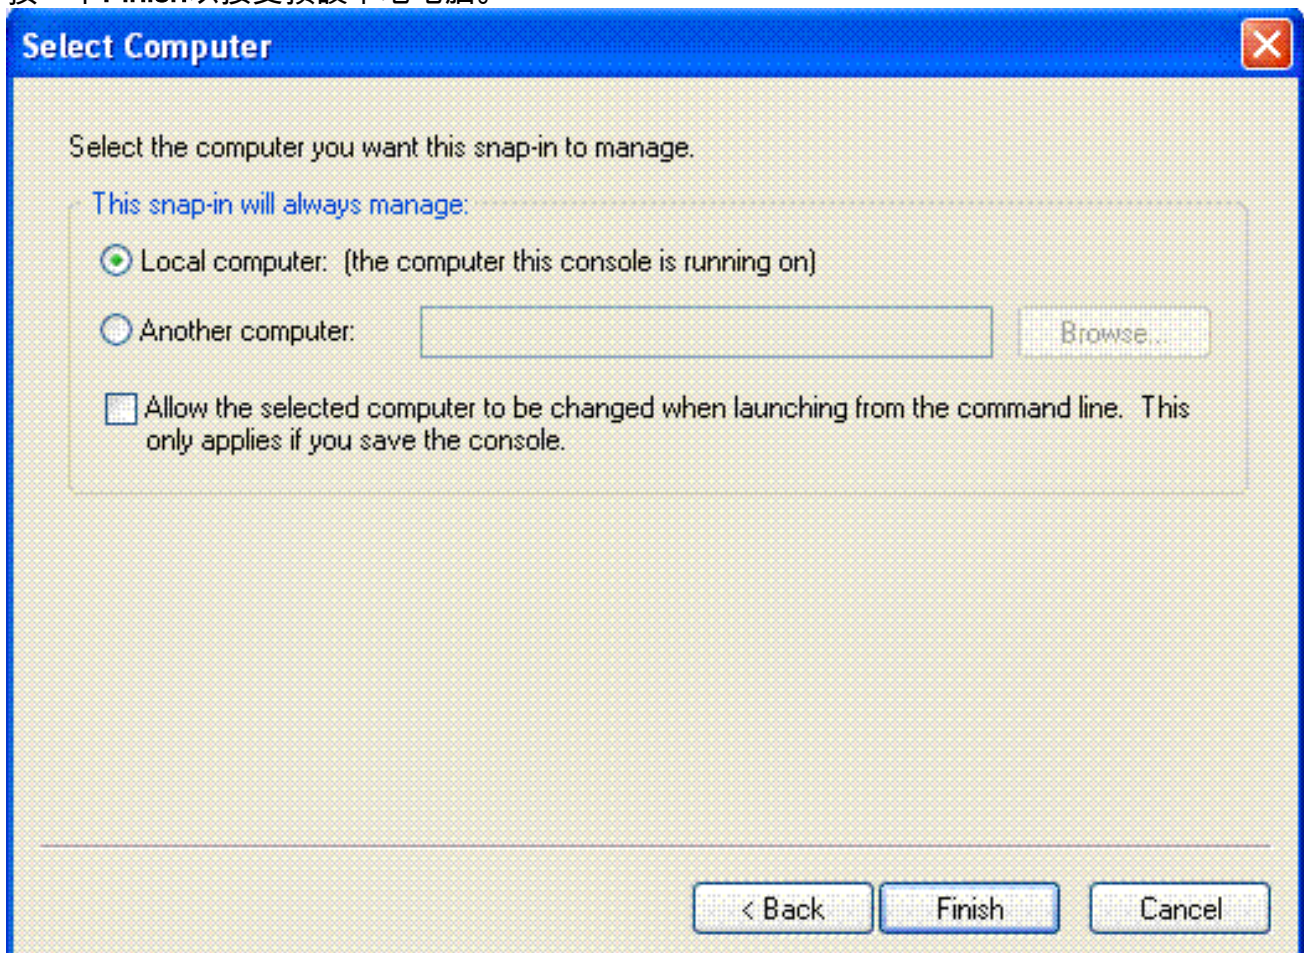 Finish
Select Computer
Select the computer you want this snap-in to manage.
This snap-in will always manage:
Local computer: (the computer this console is running on)
Another computer:
Browse...
Allow the selected computer to be changed when launching from the command line. This
only applies if you save the console.
< Back
Finish
Cancel